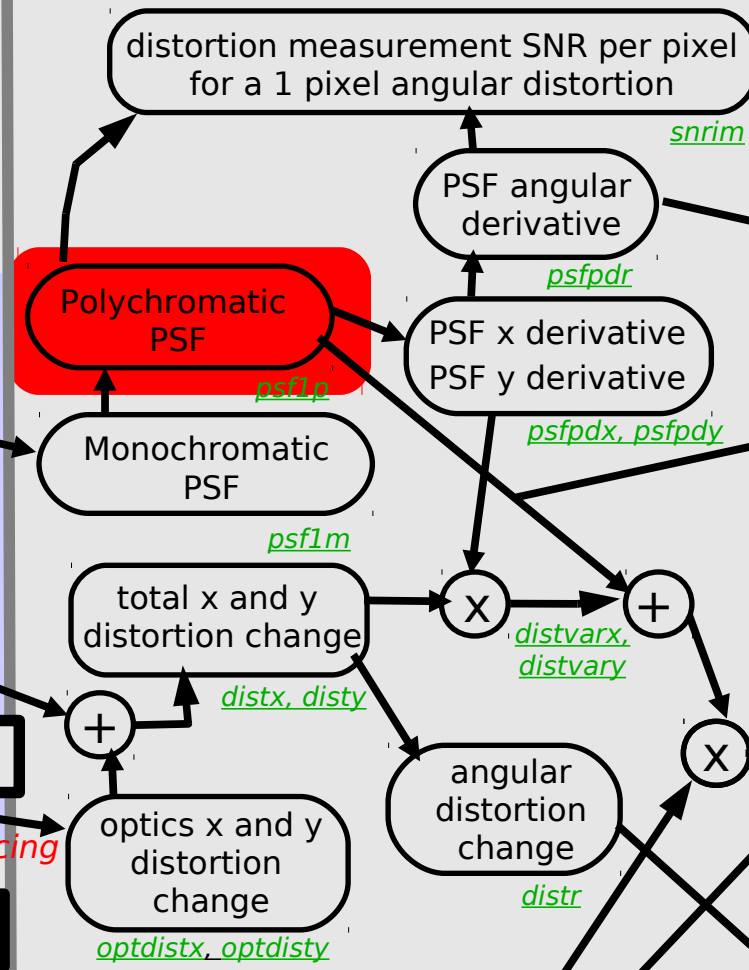 distortion measurement SNR per pixel
for a 1 pixel angular distortion
snrim
PSF angular
derivative
psfpdr
Polychromatic
PSF
psf1p
PSF x derivative
PSF y derivative
psfpdx, psfpdy
Monochromatic
PSF
psf1m
total x and y
distortion change
distx, disty
x
distvarx,
distvary
+
+
x
angular
distortion
change
distr
optics x and y
distortion
change
optdistx, optdisty
cing